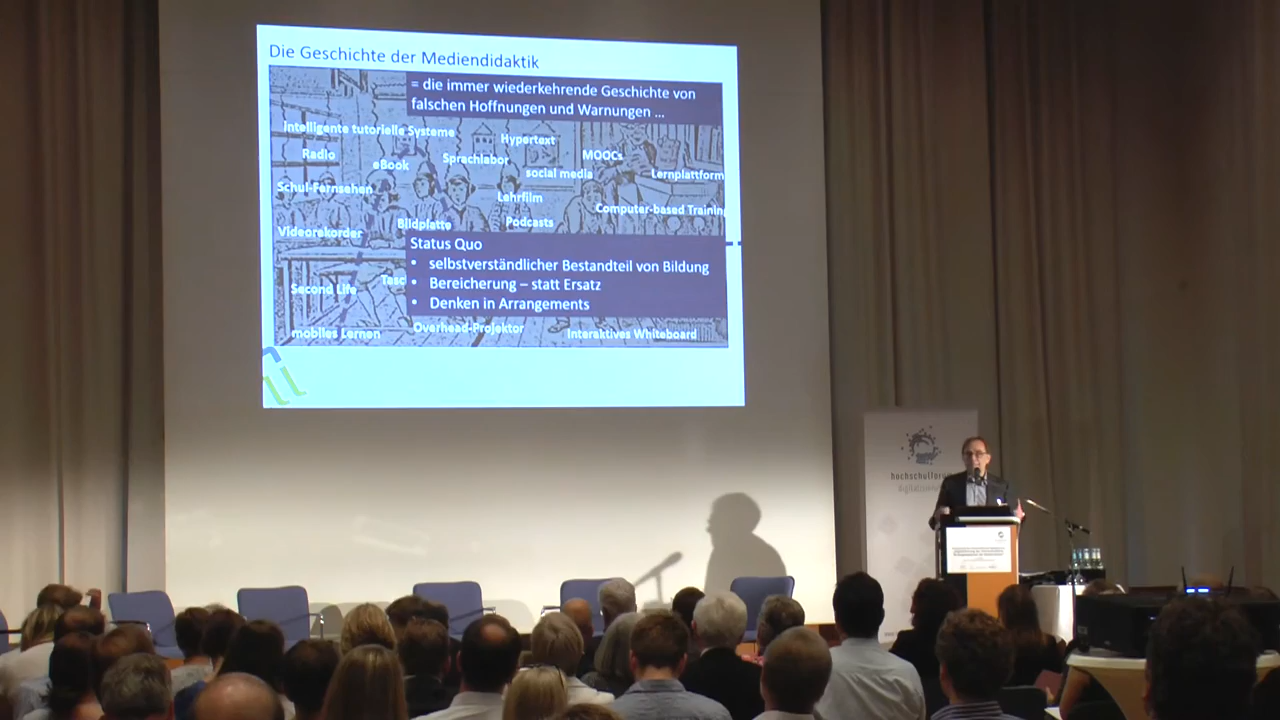 Die Geschichte der Mediendidaktik
= die immer wiederkehrende Geschichte von
falschen Hoffnungen und Warnungen ...
Intelligente tutorielle Systeme
Hypertext
Radio
eBook
Sprachlabor
MOOCs
social media
Lernplattform
Schul-Fernsehen
Lehrfilm
Computer-based Training
Bildplatte
Podcasts
Videorekorder
Status Quo
• selbstverständlicher Bestandteil von Bildung
• Bereicherung – statt Ersatz
• Denken in Arrangements
Second Life
Tasc
mobiles Lernen
Overhead-Projektor
Interaktives Whiteboard
hochschulforum